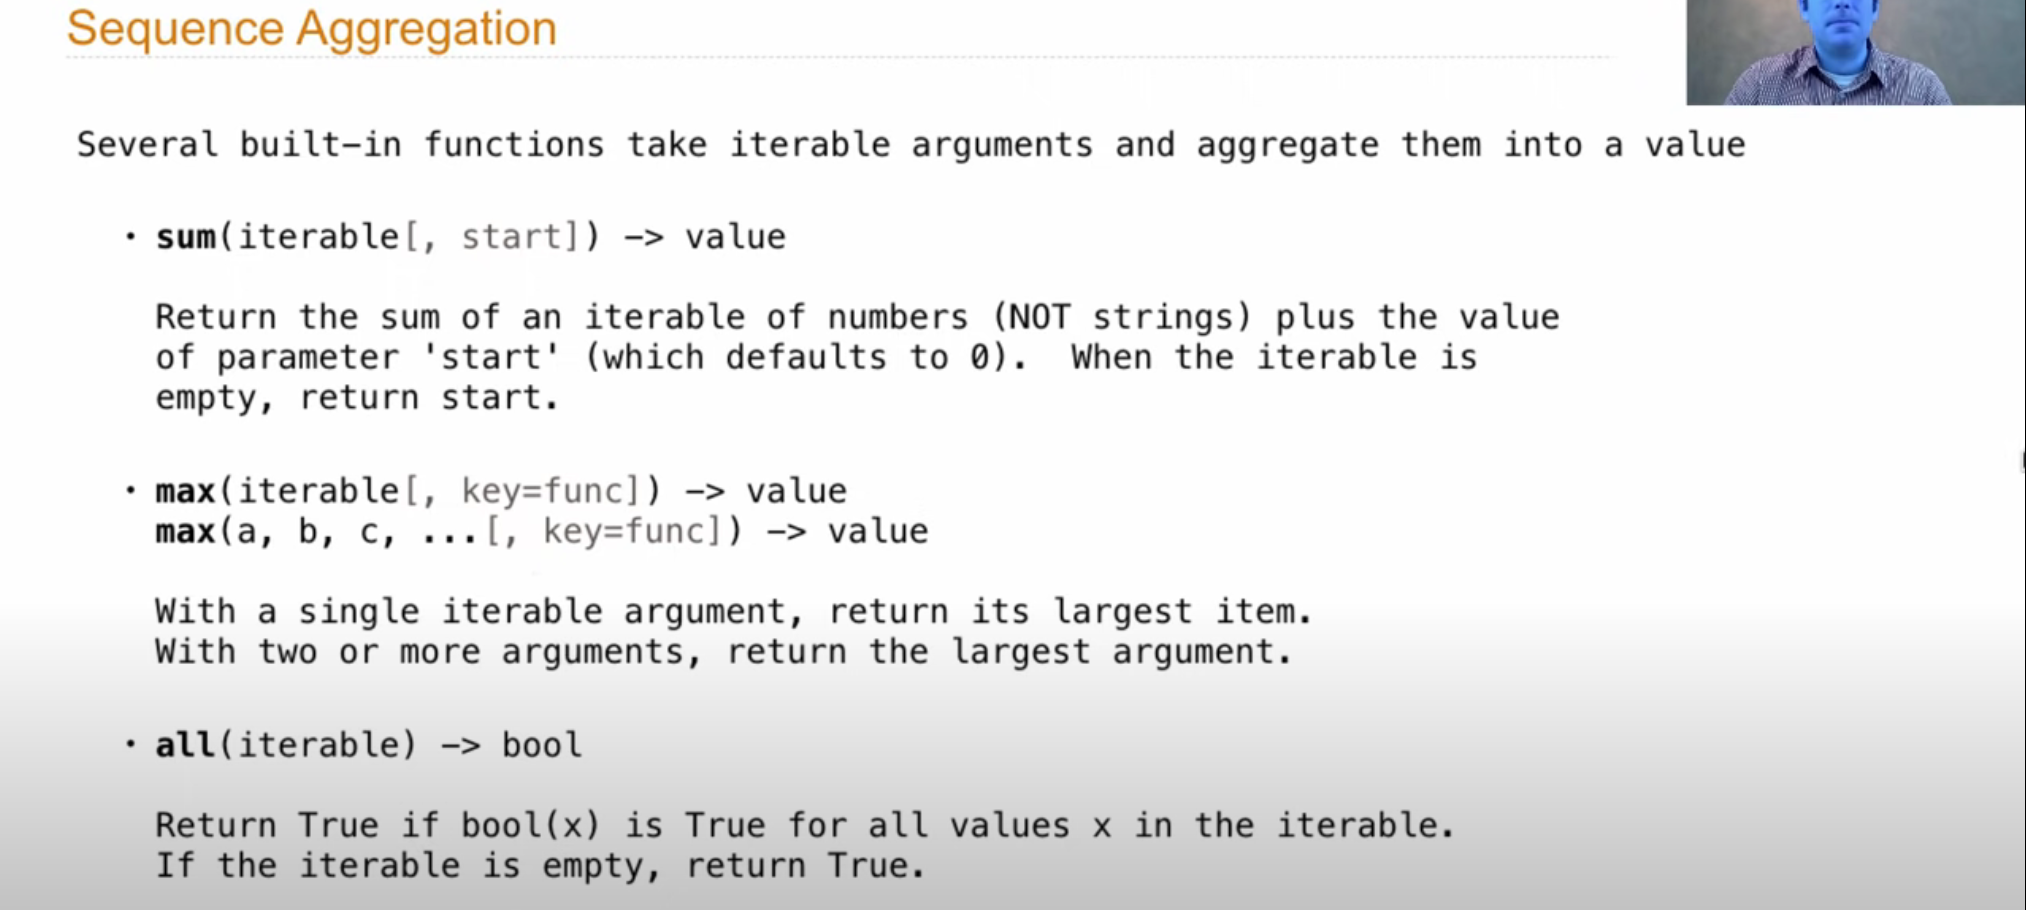 Sequence Aggregation
Several built-in functions take iterable arguments and aggregate them into a value
• sum(iterable[, start]) -> value
Return the sum of an iterable of numbers (NOT strings) plus the value
of parameter 'start' (which defaults to 0).  When the iterable is
empty, return start.
• max(iterable[, key=func]) -> value
max(a, b, c, ...[, key=func]) -> value
With a single iterable argument, return its largest item.
With two or more arguments, return the largest argument.
• all(iterable) -> bool
Return True if bool(x) is True for all values x in the iterable.
If the iterable is empty, return True.